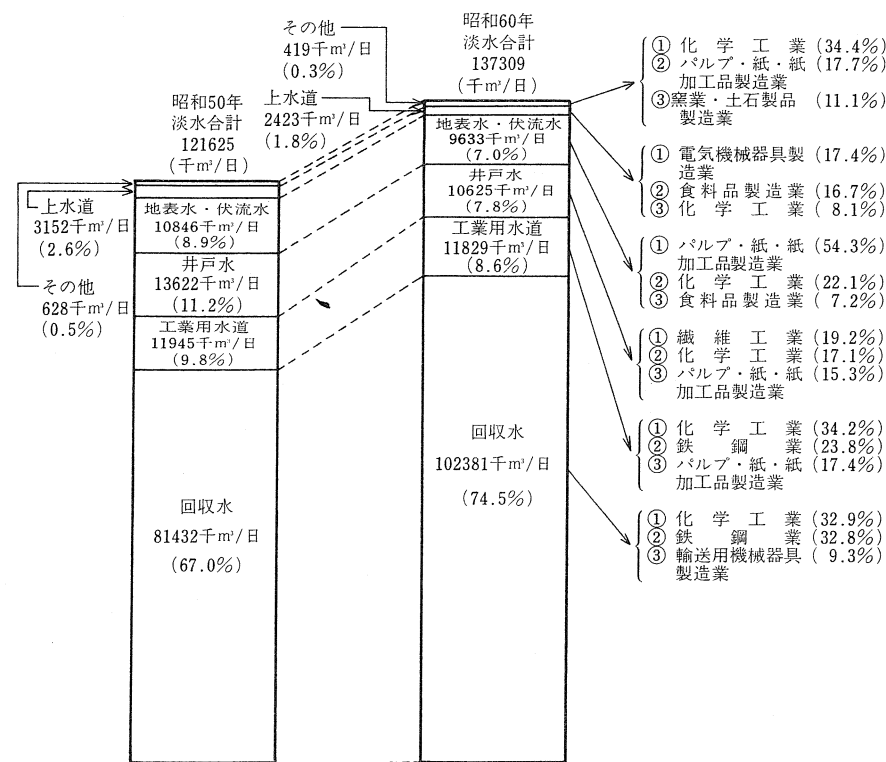 昭和50年
淡水合計
121625
(千m³/日)
上水道
3152千m³/日
(2.6%)
その他
628千m³/日
(0.5%)
地表水・伏流水
10846千m³/日
(8.9%)
井戸水
13622千m³/日
(11.2%)
工業用水道
11945千m³/日
(9.8%)
回収水
81432千m³/日
(67.0%)
その他
419千m³/日
(0.3%)
上水道
2423千m³/日
(1.8%)
昭和60年
淡水合計
137309
(千m³/日)
地表水・伏流水
9633千m³/日
(7.0%)
井戸水
10625千m³/日
(7.8%)
工業用水道
11829千m³/日
(8.6%)
回収水
102381千m³/日
(74.5%)
① 化学工業 (34.4%)
② パルプ・紙・紙 (17.7%)
加工品製造業
③窯業・土石製品 (11.1%)
製造業
① 電気機械器具製 (17.4%)
造業
② 食料品製造業 (16.7%)
③ 化学工業 ( 8.1%)
① パルプ・紙・紙 (54.3%)
加工品製造業
② 化学工業 (22.1%)
③ 食料品製造業 ( 7.2%)
① 繊維工業 (19.2%)
② 化学工業 (17.1%)
③ パルプ・紙・紙 (15.3%)
加工品製造業
① 化学工業 (34.2%)
② 鉄鋼業 (23.8%)
③ パルプ・紙・紙 (17.4%)
加工品製造業
① 化学工業 (32.9%)
② 鉄鋼業 (32.8%)
③ 輸送用機械器具 ( 9.3%)
製造業